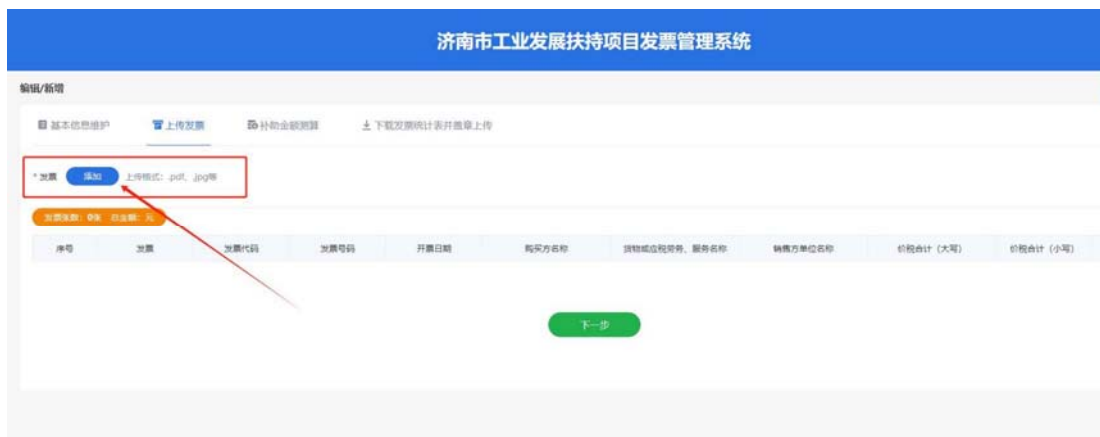 济南市工业发展扶持项目发票管理系统
编辑/新增
基本信息维护 上传发票 补助金额测算 下载发票统计表并盖章上传
* 发票 添加 上传格式：.pdf、.jpg等
发票张数：0张 总金额：元
序号 发票 发票代码 发票号码 开票日期 购买方名称 货物或应税劳务、服务名称 销售方单位名称 价税合计（大写） 价税合计（小写）
下一步